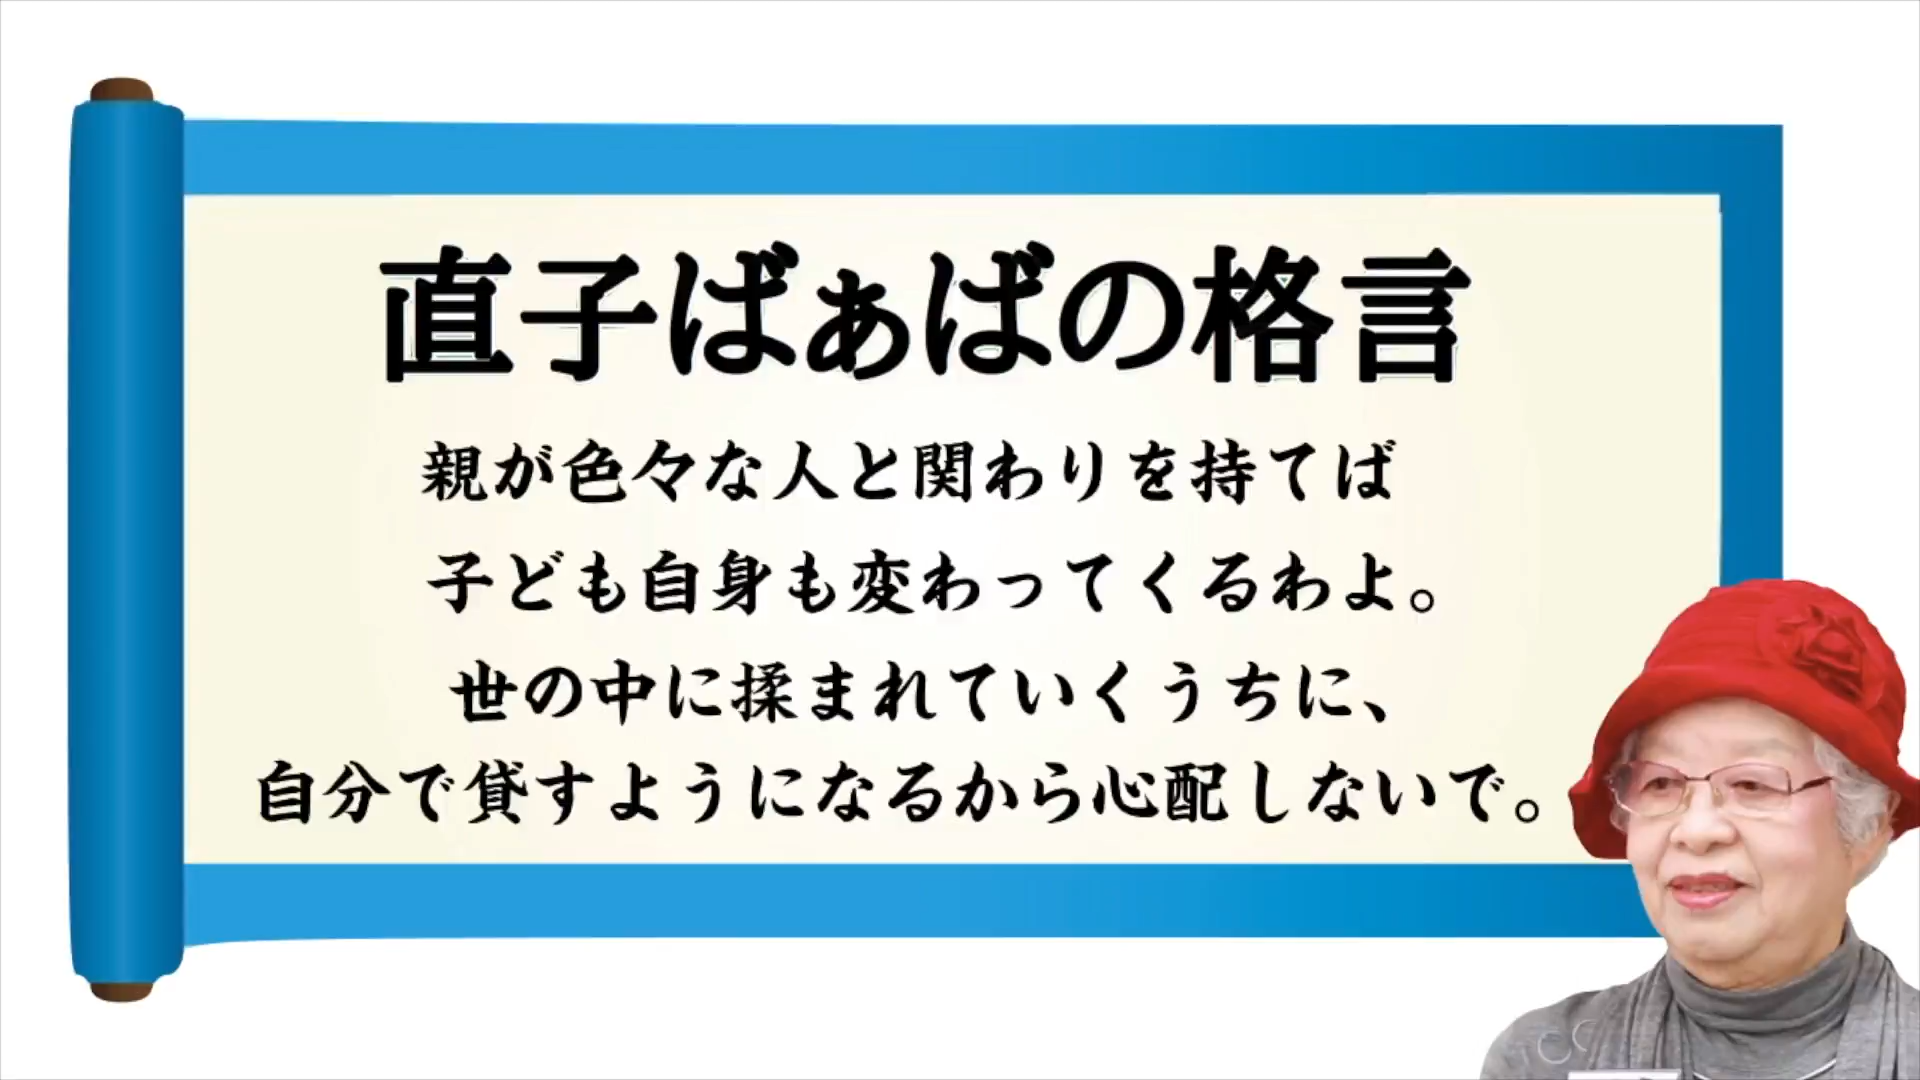 直子ばぁばの格言
親が色々な人と関わりを持てば
子ども自身も変わってくるわよ。
世の中に揉まれていくうちに、
自分で貸すようになるから心配しないで。